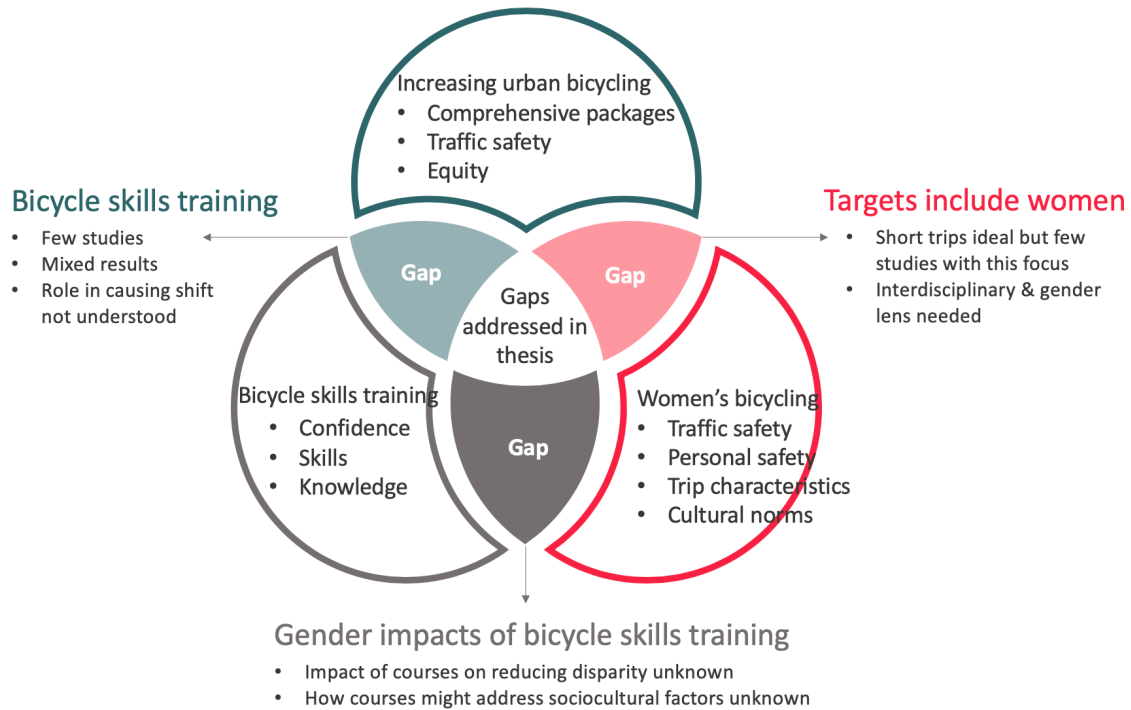 Increasing urban bicycling
• Comprehensive packages
• Traffic safety
• Equity
Bicycle skills training
• Few studies
• Mixed results
• Role in causing shift
not understood
Targets include women
• Short trips ideal but few
studies with this focus
• Interdisciplinary & gender
lens needed
Gap
Gap
Gaps
addressed in
thesis
Bicycle skills training
• Confidence
• Skills
• Knowledge
Gap
Women’s bicycling
• Traffic safety
• Personal safety
• Trip characteristics
• Cultural norms
Gender impacts of bicycle skills training
• Impact of courses on reducing disparity unknown
• How courses might address sociocultural factors unknown